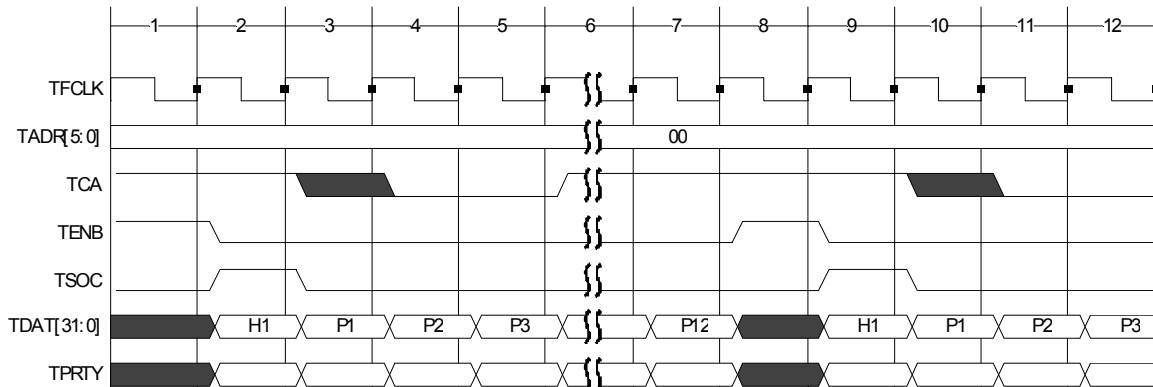 1 2 3 4 5 6 7 8 9 10 11 12
TFCLK
TADR[5:0] 00
TCA
TENB
TSOC
TDAT[31:0] H1 P1 P2 P3 P12 H1 P1 P2 P3
TPRTY